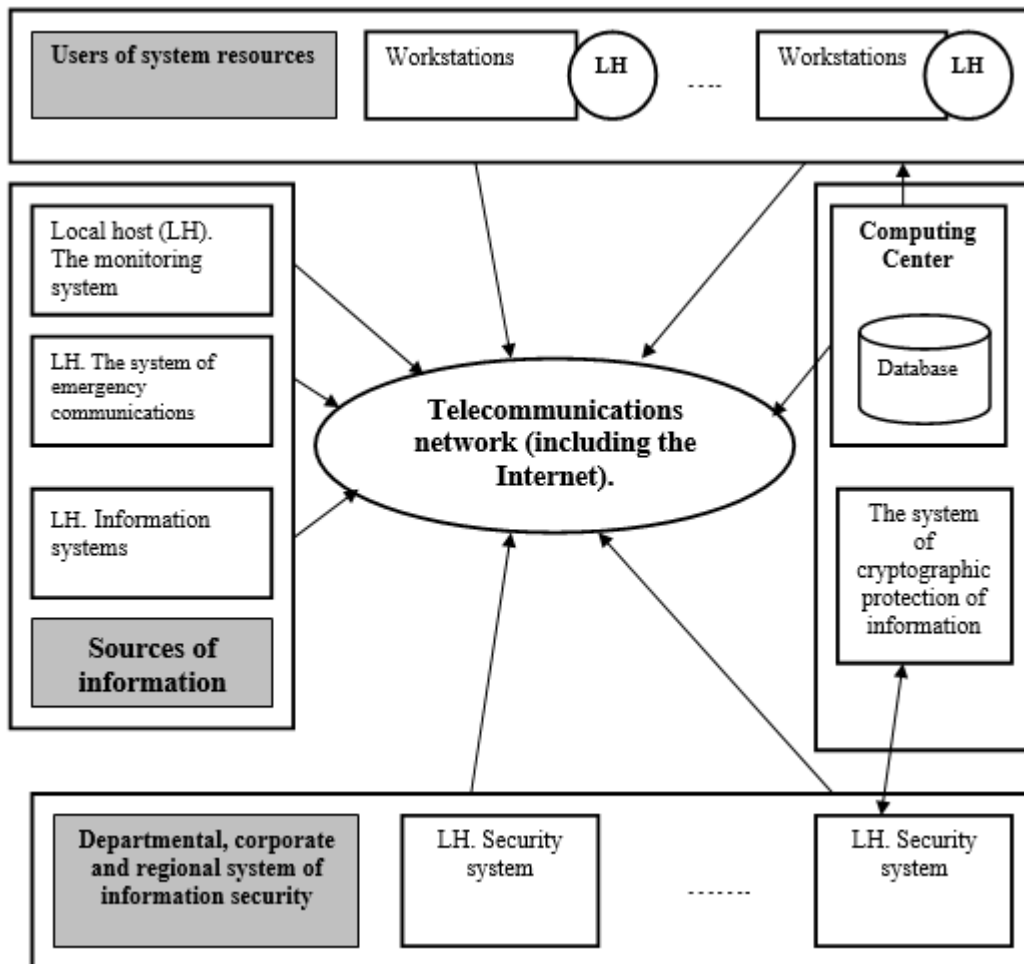 Users of system resources
Workstations
LH
....
Workstations
LH
Local host (LH).
The monitoring
system
LH. The system of
emergency
communications
LH. Information
systems
Sources of
information
Telecommunications
network (including the
Internet).
Computing
Center
Database
The system
of
cryptographic
protection of
information
Departmental, corporate
and regional system of
information security
LH. Security
system
.......
LH. Security
system